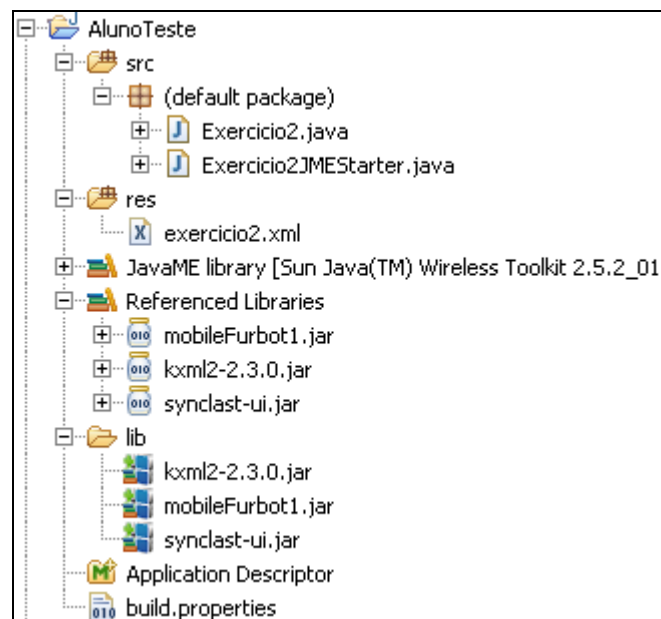 AlunoTeste
src
(default package)
Exercicio2.java
Exercicio2JMEStarter.java
res
exercicio2.xml
JavaME library [Sun Java(TM) Wireless Toolkit 2.5.2_01
Referenced Libraries
mobileFurbot1.jar
kxml2-2.3.0.jar
synclast-ui.jar
lib
kxml2-2.3.0.jar
mobileFurbot1.jar
synclast-ui.jar
Application Descriptor
build.properties